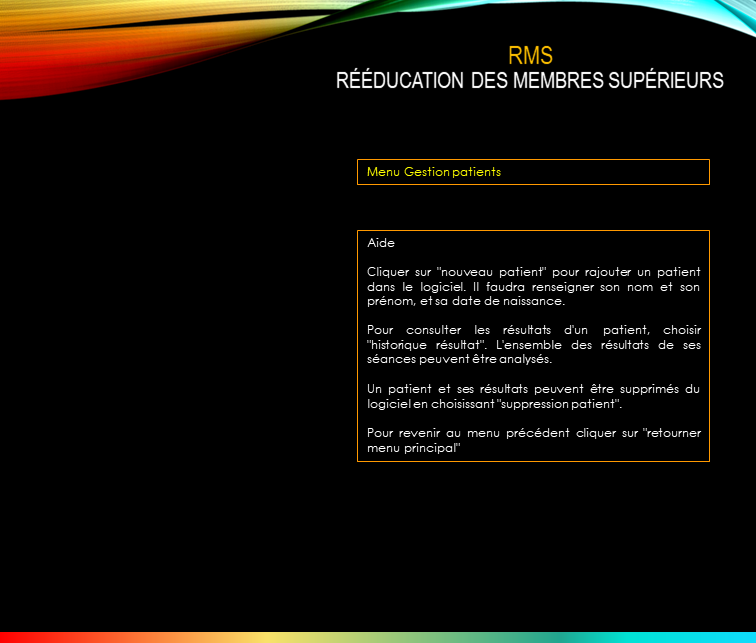 RMS
RÉÉDUCATION DES MEMBRES SUPÉRIEURS
Menu Gestion patients
Aide
Cliquer sur "nouveau patient" pour rajouter un patient
dans le logiciel. Il faudra renseigner son nom et son
prénom, et sa date de naissance.
Pour consulter les résultats d'un patient, choisir
"historique résultat". L'ensemble des résultats de ses
séances peuvent être analysés.
Un patient et ses résultats peuvent être supprimés du
logiciel en choisissant "suppression patient".
Pour revenir au menu précédent cliquer sur "retourner
menu principal"